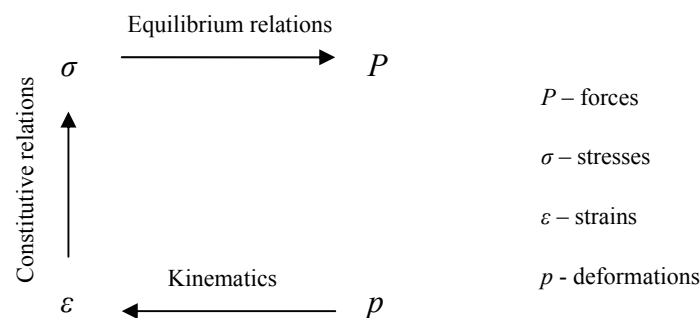 Equilibrium relations
σ
P
Constitutive relations
Kinematics
ε
p
P – forces
σ – stresses
ε – strains
p - deformations